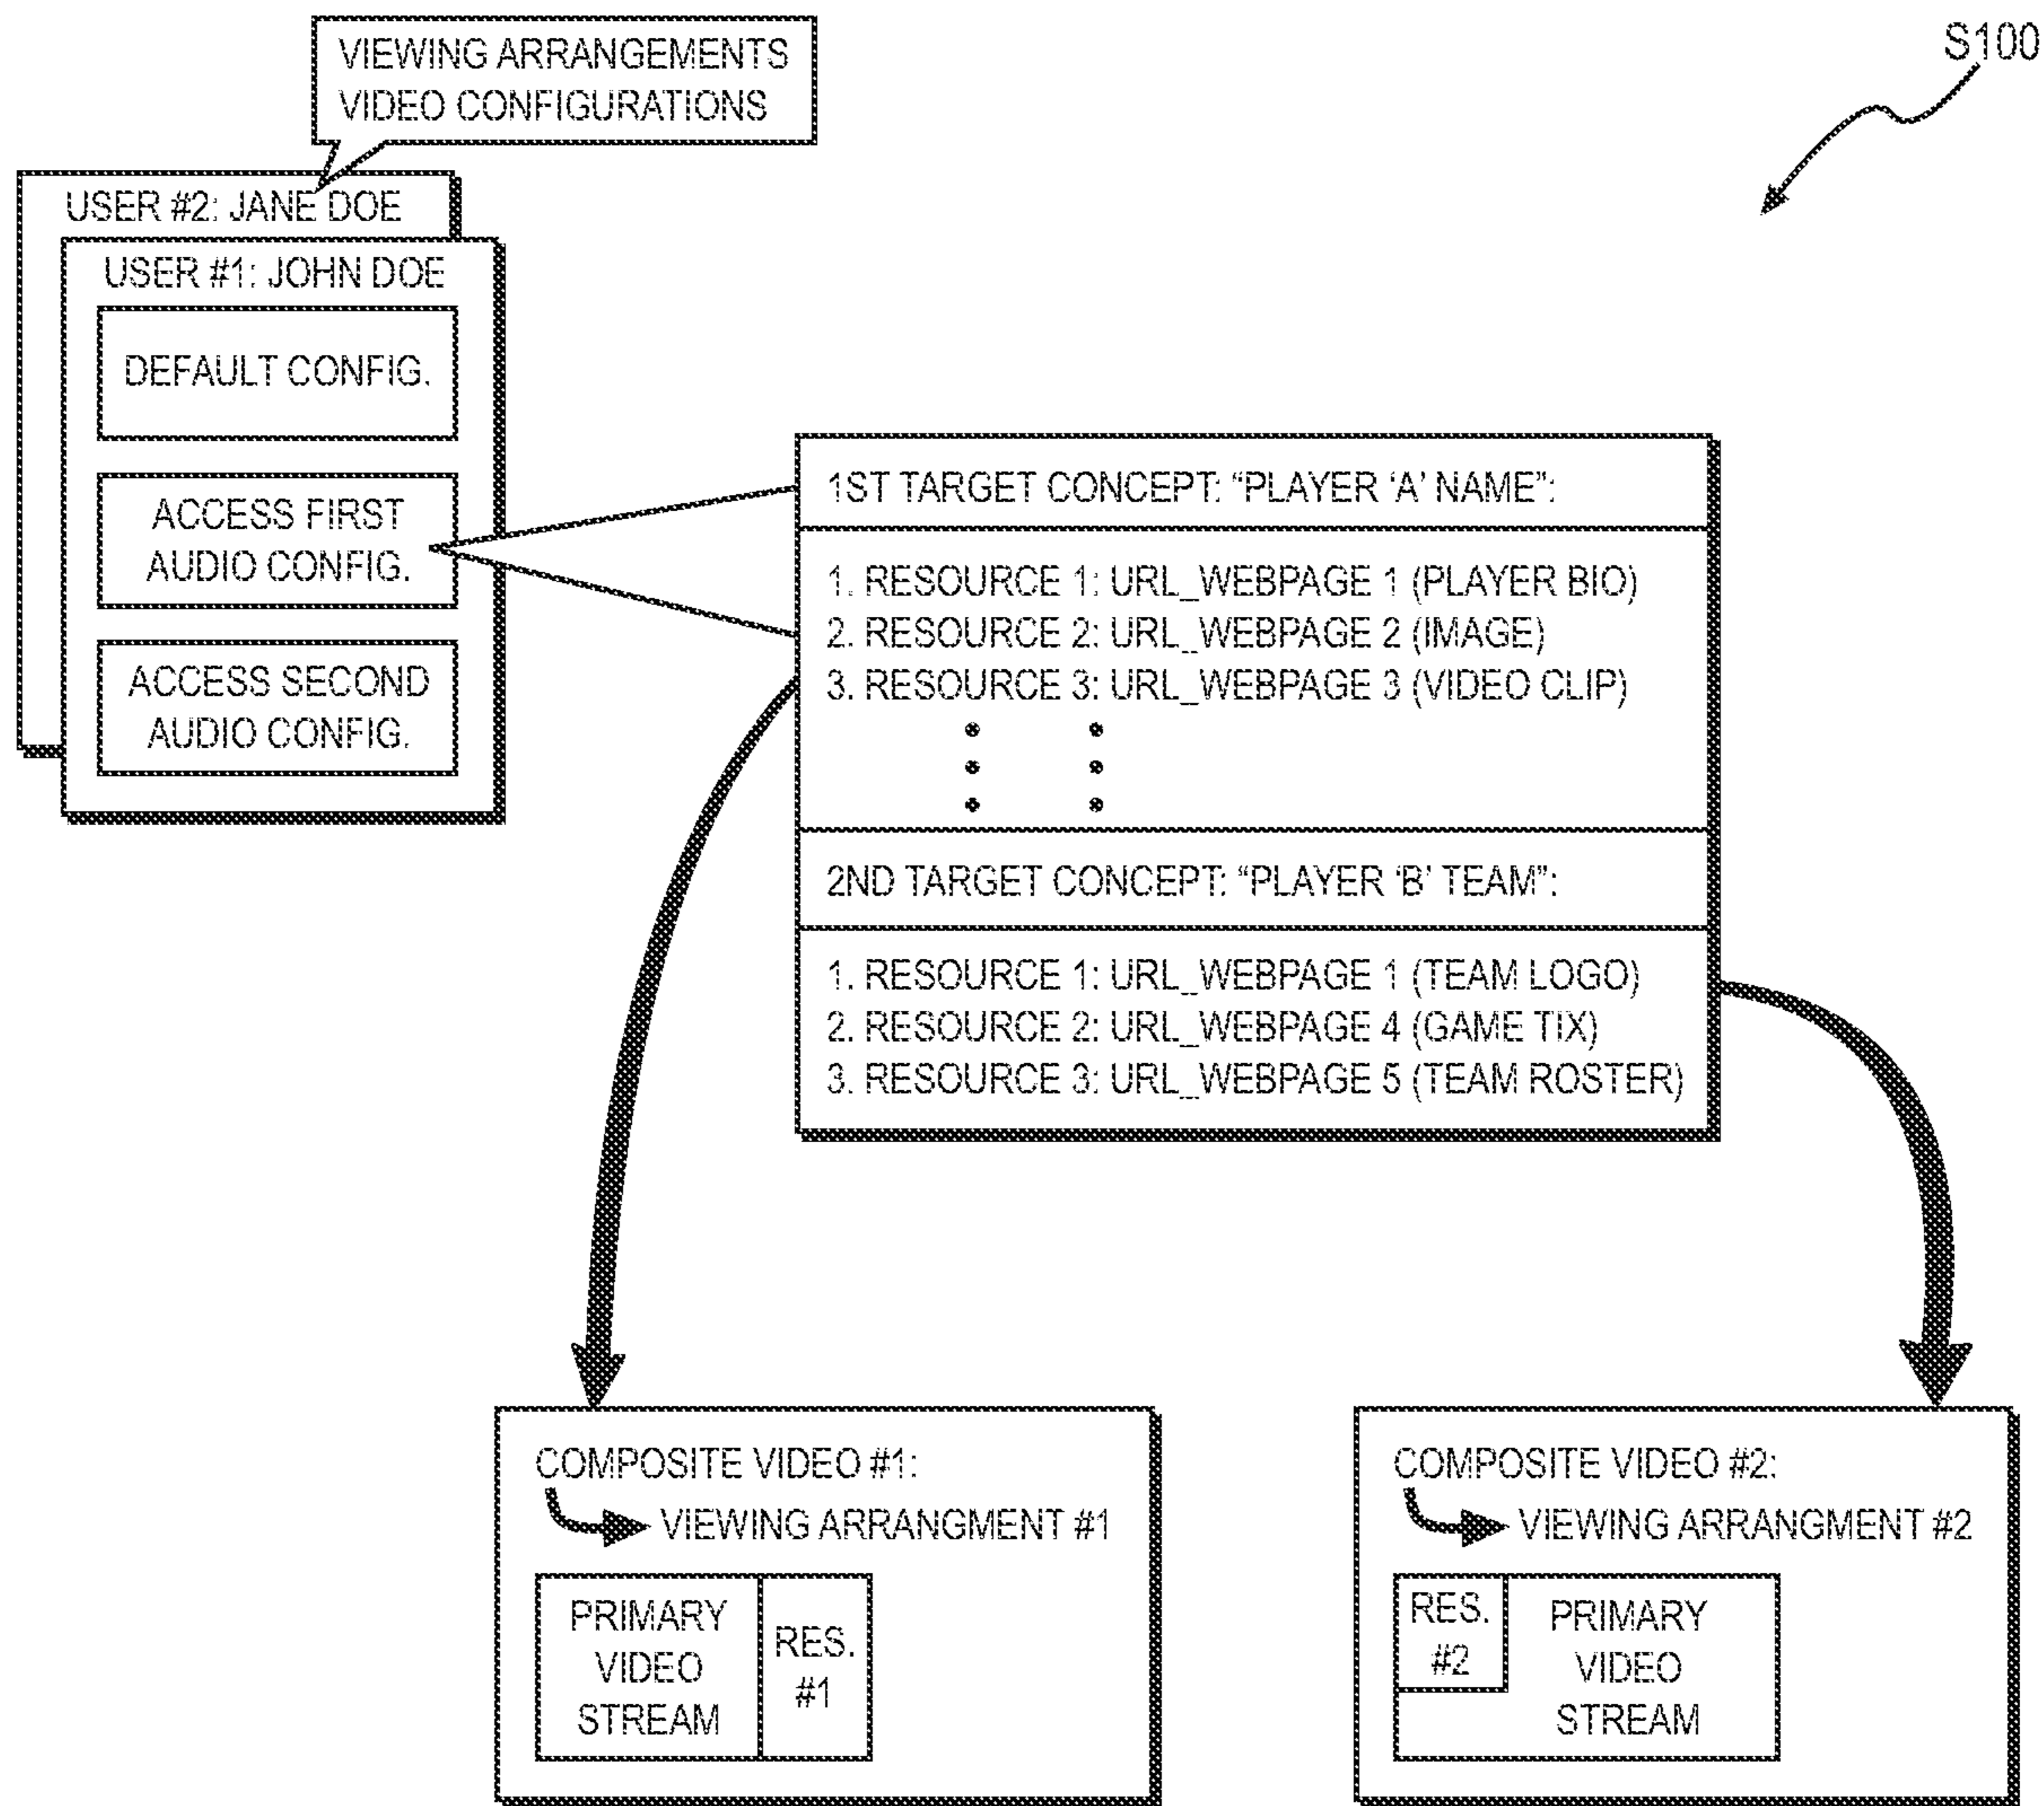 VIEWING ARRANGEMENTS
VIDEO CONFIGURATIONS
S100
USER #2: JANE DOE
USER #1: JOHN DOE
DEFAULT CONFIG.
ACCESS FIRST
AUDIO CONFIG.
ACCESS SECOND
AUDIO CONFIG.
1ST TARGET CONCEPT: “PLAYER ‘A’ NAME”:
1. RESOURCE 1: URL_WEBPAGE 1 (PLAYER BIO)
2. RESOURCE 2: URL_WEBPAGE 2 (IMAGE)
3. RESOURCE 3: URL_WEBPAGE 3 (VIDEO CLIP)
2ND TARGET CONCEPT: “PLAYER ‘B’ TEAM”:
1. RESOURCE 1: URL_WEBPAGE 1 (TEAM LOGO)
2. RESOURCE 2: URL_WEBPAGE 4 (GAME TIX)
3. RESOURCE 3: URL_WEBPAGE 5 (TEAM ROSTER)
COMPOSITE VIDEO #1:
VIEWING ARRANGMENT #1
PRIMARY
VIDEO
STREAM
RES.
#1
COMPOSITE VIDEO #2:
VIEWING ARRANGMENT #2
RES.
#2
PRIMARY
VIDEO
STREAM